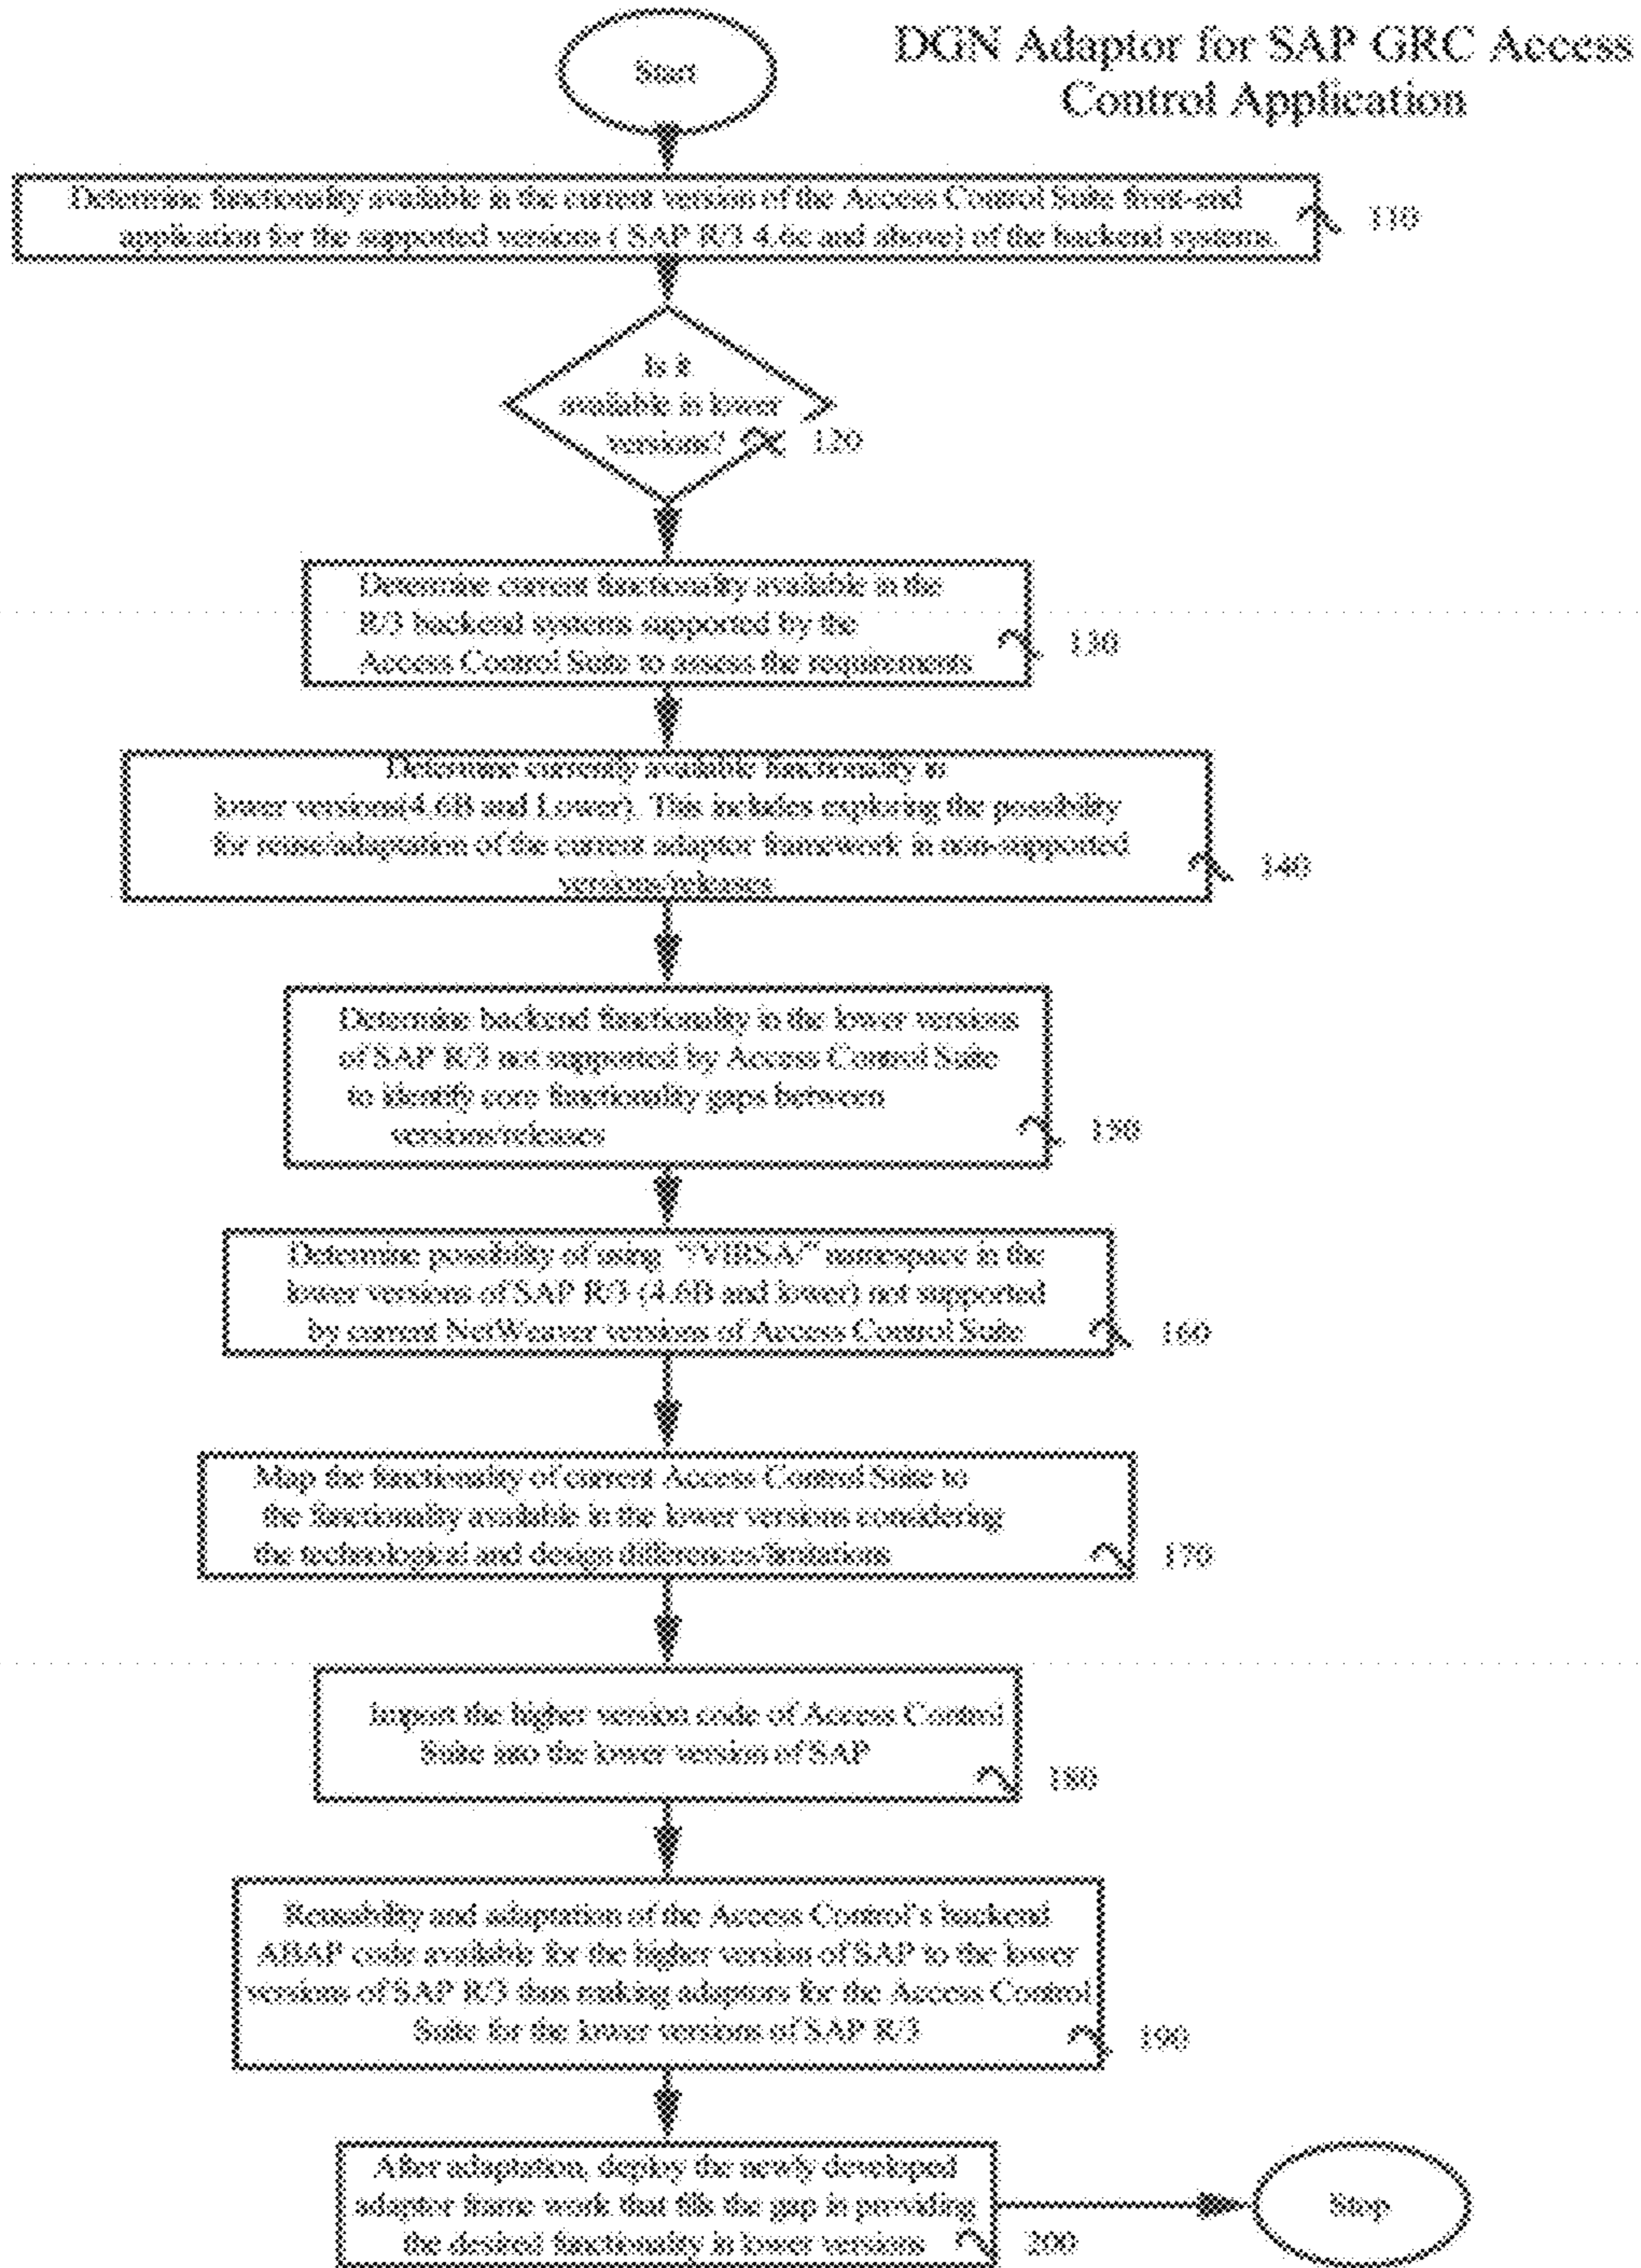 DGN Adaptor for SAP GRC Access
Control Application
Start
Determine functionality available in the current version of the Access Control Suite front-end
application for the supported versions ( SAP R/3 4.6c and above) of the backend systems.
110
Is it
available in lower
versions?
120
Determine current functionality available in the
R/3 backend systems supported by the
Access Control Suite to assess the requirements
130
Determine currently available functionality in
lower versions(4.6B and Lower). This includes exploring the possibility
for reuse/adaptation of the current adaptor framework in non-supported
versions/releases
140
Determine backend functionality in the lower versions
of SAP R/3 not supported by Access Control Suite
to identify core functionality gaps between
versions/releases
150
Determine possibility of using "/VIRSA/" namespace in the
lower versions of SAP R/3 (4.6B and lower) not supported
by current NetWeaver versions of Access Control Suite
160
Map the functionality of current Access Control Suite to
the functionality available in the lower versions considering
the technological and design differences/limitations
170
Import the higher version code of Access Control
Suite into the lower version of SAP
180
Reusability and adaptation of the Access Control's backend
ABAP code available for the higher version of SAP to the lower
versions of SAP R/3 thus making adaptors for the Access Control
Suite for the lower versions of SAP R/3
190
After adaptation, deploy the newly developed
adapter frame work that fills the gap in providing
the desired functionality in lower versions
200
Stop